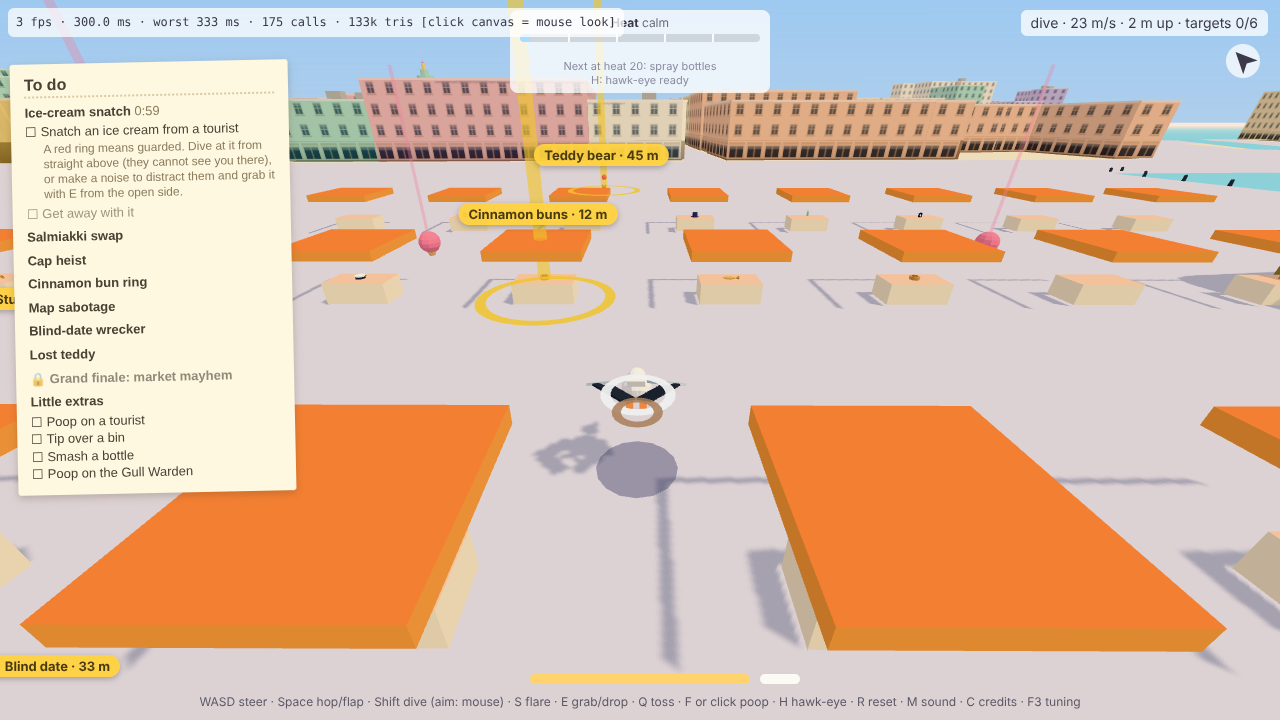 3 fps · 300.0 ms · worst 333 ms · 175 calls · 133k tris [click canvas = mouse look]
eat calm
Next at heat 20: spray bottles
H: hawk-eye ready
dive · 23 m/s · 2 m up · targets 0/6
To do
Ice-cream snatch 0:59
☐ Snatch an ice cream from a tourist
A red ring means guarded. Dive at it from
straight above (they cannot see you there),
or make a noise to distract them and grab it
with E from the open side.
☐ Get away with it
Salmiakki swap
Cap heist
Cinnamon bun ring
Map sabotage
Blind-date wrecker
Lost teddy
🔒 Grand finale: market mayhem
Little extras
☐ Poop on a tourist
☐ Tip over a bin
☐ Smash a bottle
☐ Poop on the Gull Warden
Teddy bear · 45 m
Cinnamon buns · 12 m
Blind date · 33 m
WASD steer · Space hop/flap · Shift dive (aim: mouse) · S flare · E grab/drop · Q toss · F or click poop · H hawk-eye · R reset · M sound · C credits · F3 tuning